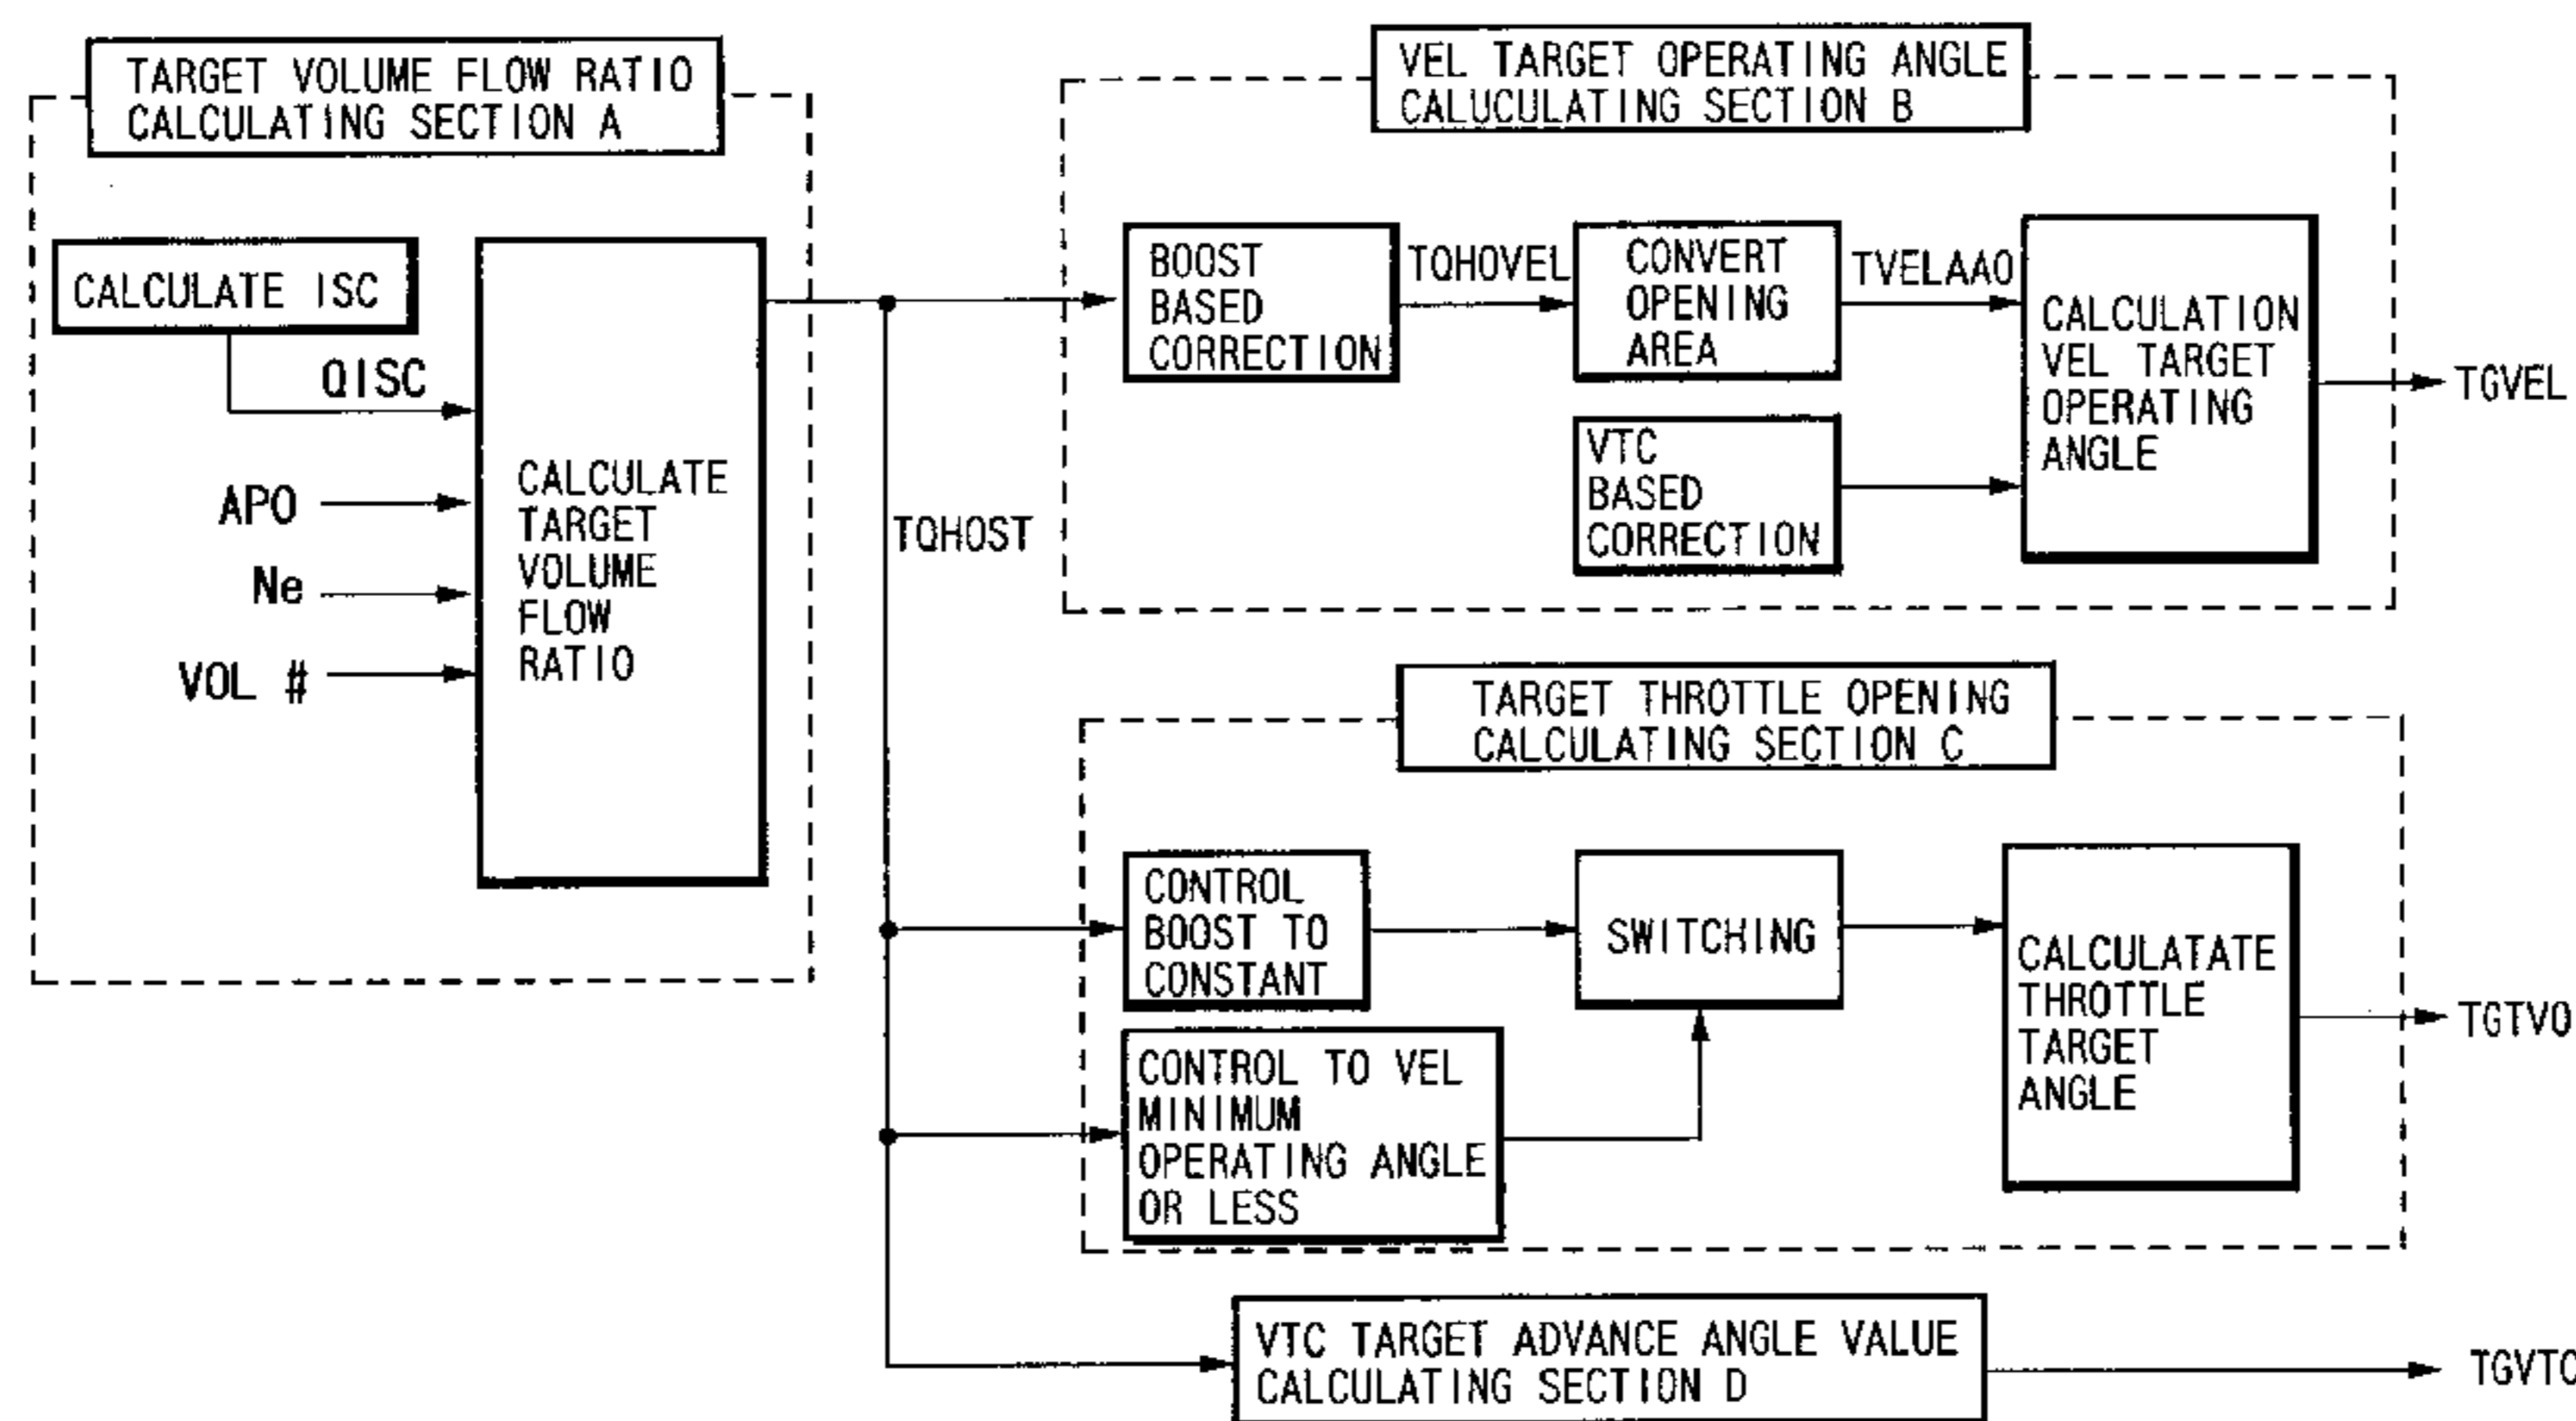 TARGET VOLUME FLOW RATIO
CALCULATING SECTION A
CALCULATE ISC
QISC
APO
Ne
VOL #
CALCULATE
TARGET
VOLUME
FLOW
RATIO
TQHOST
VEL TARGET OPERATING ANGLE
CALUCULATING SECTION B
BOOST
BASED
CORRECTION
TQHOVEL
CONVERT
OPENING
AREA
TVELAA0
VTC
BASED
CORRECTION
CALCULATION
VEL TARGET
OPERATING
ANGLE
TGVEL
TARGET THROTTLE OPENING
CALCULATING SECTION C
CONTROL
BOOST TO
CONSTANT
SWITCHING
CONTROL TO VEL
MINIMUM
OPERATING ANGLE
OR LESS
CALCULATATE
THROTTLE
TARGET
ANGLE
TGTVO
VTC TARGET ADVANCE ANGLE VALUE
CALCULATING SECTION D
TGVTC